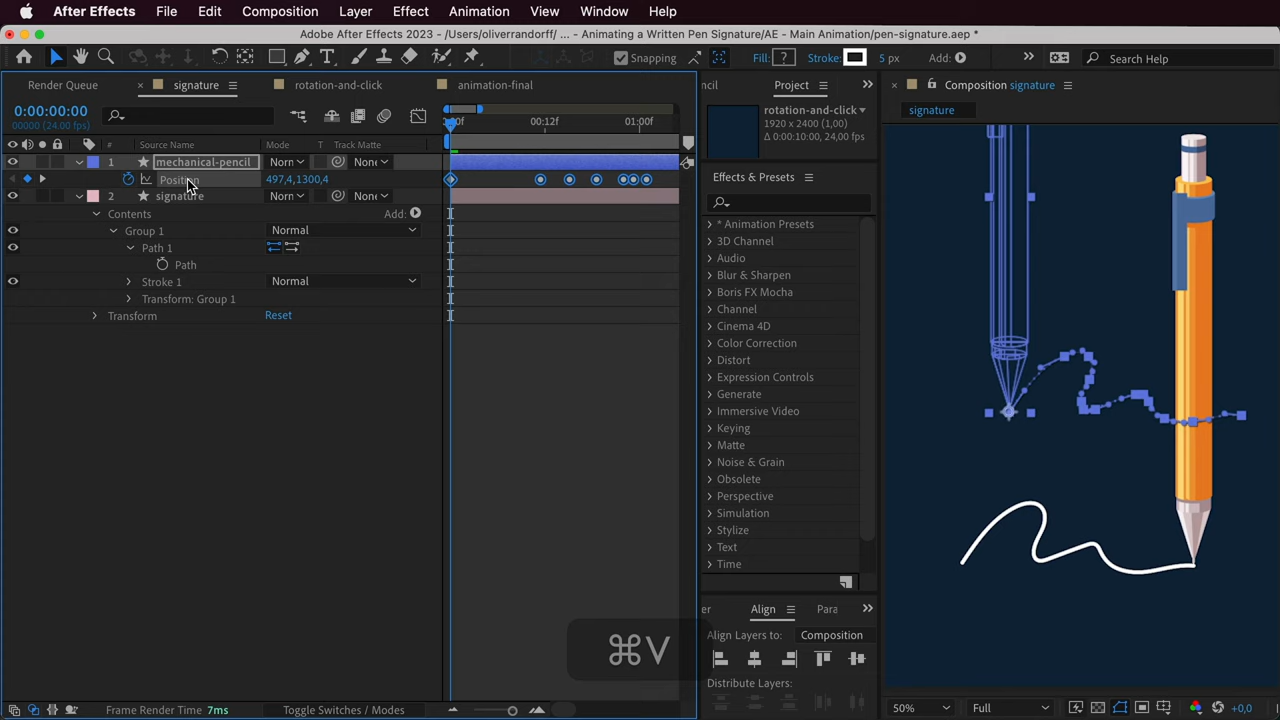 After Effects File Edit Composition Layer Effect Animation View Window Help
Adobe After Effects 2023 - /Users/oliverrandorff/ ... - Animating a Written Pen Signature/AE - Main Animation/pen-signature.aep *
Snapping Fill: ? Stroke: 5 px Add: Search Help
Render Queue × signature rotation-and-click animation-final
0:00:00:00
00000 (24.00 fps)
:00f 00:12f 01:00f
# Source Name Mode T Track Matte
1 mechanical-pencil Norn None
Position 497,4,1300,4
2 signature Norn None
Contents Add:
Group 1 Normal
Path 1
Path
Stroke 1 Normal
Transform: Group 1
Transform Reset
⌘V
Frame Render Time 7ms Toggle Switches / Modes
ncil Project
rotation-and-click
1920 x 2400 (1,00)
Δ 0:00:10:00, 24,00 fps
Effects & Presets
* Animation Presets
3D Channel
Audio
Blur & Sharpen
Boris FX Mocha
Channel
Cinema 4D
Color Correction
Distort
Expression Controls
Generate
Immersive Video
Keying
Matte
Noise & Grain
Obsolete
Perspective
Simulation
Stylize
Text
Time
er Align Para
Align Layers to: Composition
Distribute Layers:
× Composition signature
signature
50% Full +0,0